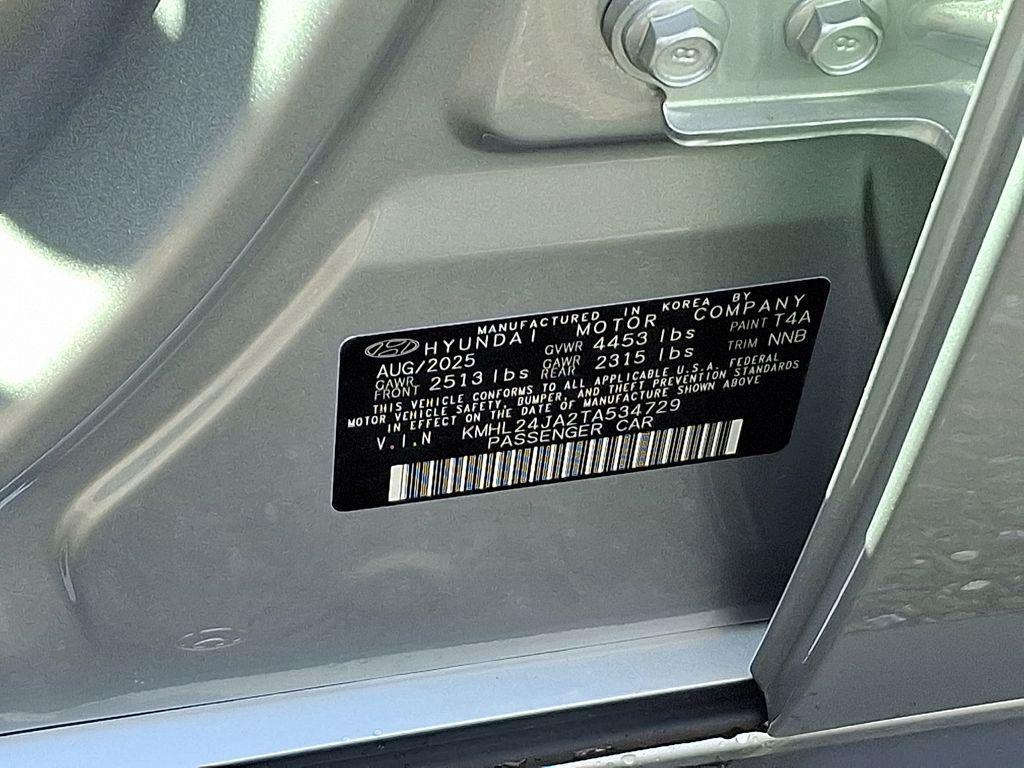 MANUFACTURED IN KOREA BY
HYUNDAI MOTOR COMPANY
AUG/2025 GVWR 4453 lbs PAINT T4A
GAWR FRONT 2513 lbs GAWR REAR 2315 lbs TRIM NNB
THIS VEHICLE CONFORMS TO ALL APPLICABLE U.S.A. FEDERAL
MOTOR VEHICLE SAFETY, BUMPER, AND THEFT PREVENTION STANDARDS
IN EFFECT ON THE DATE OF MANUFACTURE SHOWN ABOVE
V.I.N KMHL24JA2TA534729
PASSENGER CAR